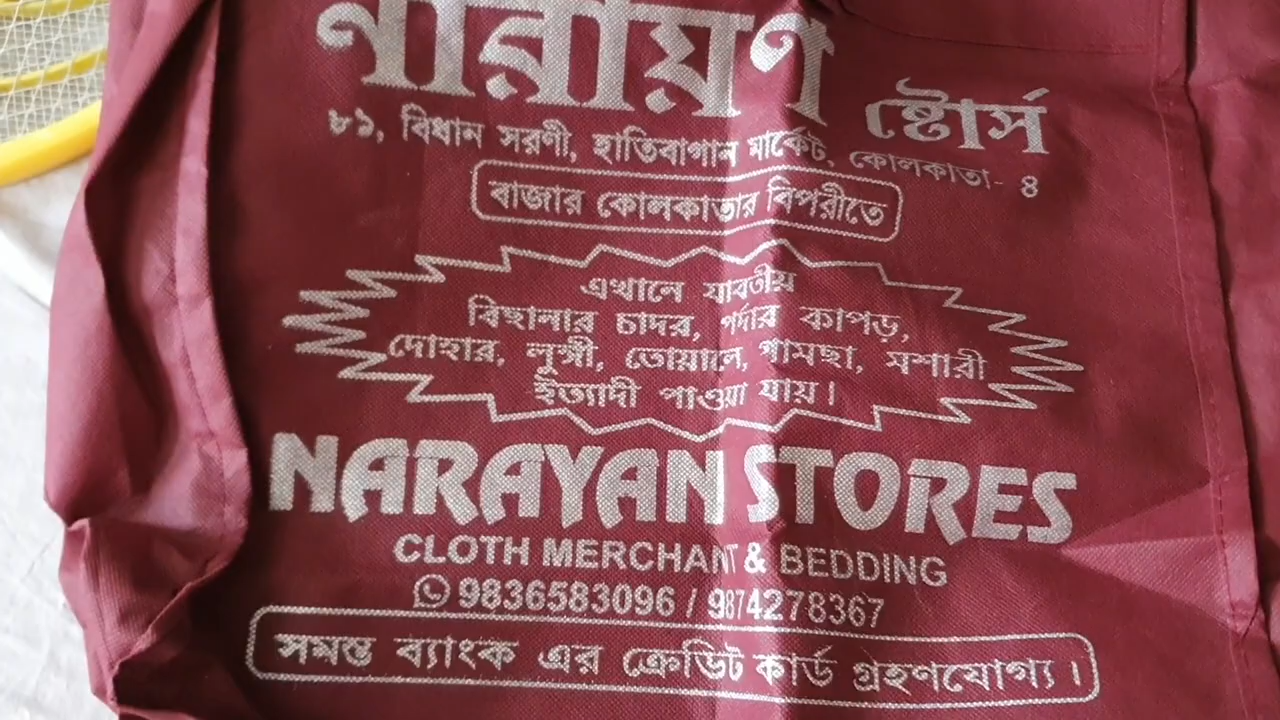 নারায়ণ ষ্টোর্স
৮১, বিধান সরণী, হাতিবাগান মার্কেট, কোলকাতা- ৪
বাজার কোলকাতার বিপরীতে
এখানে যাবতীয়
বিছানার চাদর, পর্দার কাপড়,
দোহার, লুঙ্গী, তোয়ালে, গামছা, মশারী
ইত্যাদী পাওয়া যায়।
NARAYAN STORES
CLOTH MERCHANT & BEDDING
9836583096 / 9874278367
সমস্ত ব্যাংক এর ক্রেডিট কার্ড গ্রহণযোগ্য।